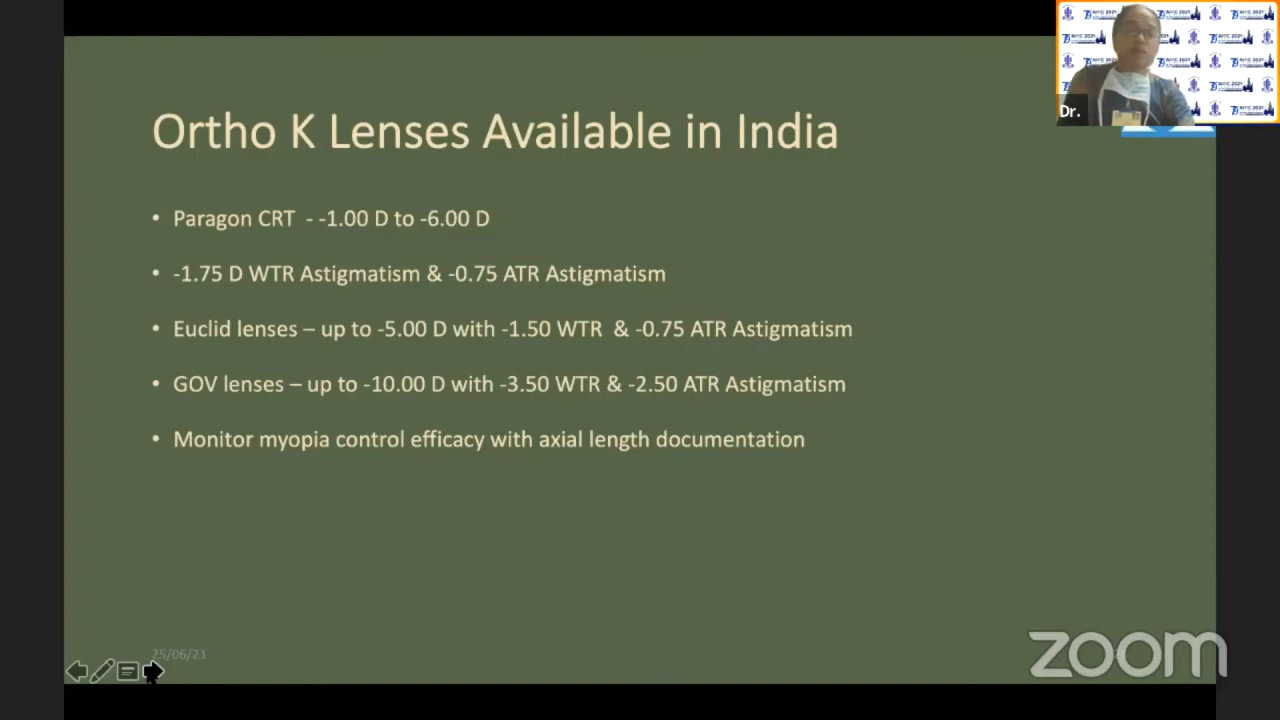 Ortho K Lenses Available in India
• Paragon CRT - -1.00 D to -6.00 D
• -1.75 D WTR Astigmatism & -0.75 ATR Astigmatism
• Euclid lenses – up to -5.00 D with -1.50 WTR & -0.75 ATR Astigmatism
• GOV lenses – up to -10.00 D with -3.50 WTR & -2.50 ATR Astigmatism
• Monitor myopia control efficacy with axial length documentation
25/06/21
Dr.
zoom